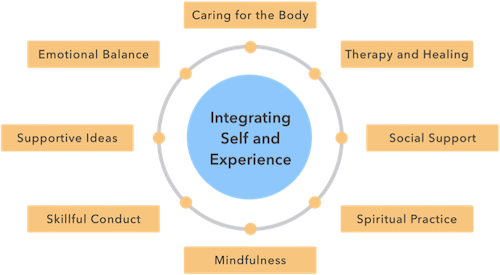 Caring for the Body
Emotional Balance
Therapy and Healing
Integrating
Self and
Experience
Supportive Ideas
Social Support
Skillful Conduct
Spiritual Practice
Mindfulness